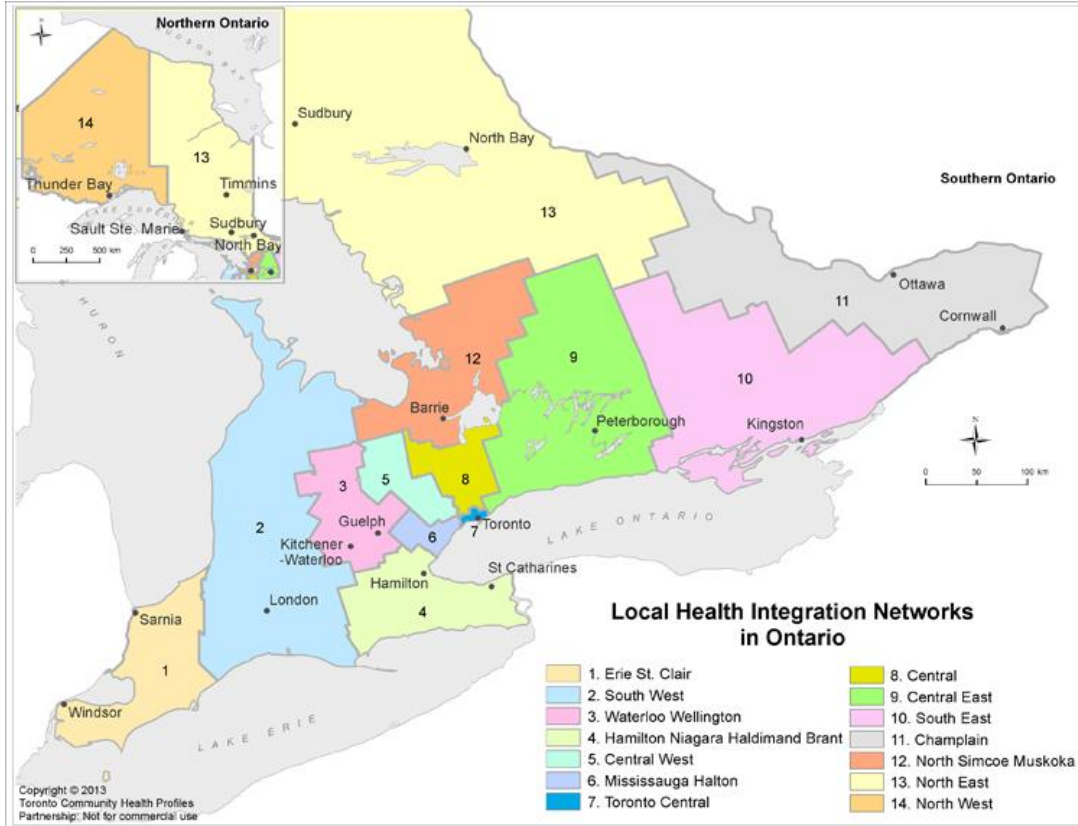 Northern Ontario
HUDSON BAY
14
13
Thunder Bay
Timmins
LAKE SUPERIOR
Sault Ste. Marie
Sudbury
North Bay
0 250 500 km
Sudbury
North Bay
13
Southern Ontario
N
HURON
11
Ottawa
Cornwall
12
9
10
Barrie
Peterborough
Kingston
N
0 50 100 km
8
5
3
2
Guelph
Kitchener
-Waterloo
6
7
Toronto
LAKE ONTARIO
Hamilton
St Catharines
4
London
Sarnia
1
Windsor
LAKE ERIE
Local Health Integration Networks
in Ontario
1. Erie St. Clair
2. South West
3. Waterloo Wellington
4. Hamilton Niagara Haldimand Brant
5. Central West
6. Mississauga Halton
7. Toronto Central
8. Central
9. Central East
10. South East
11. Champlain
12. North Simcoe Muskoka
13. North East
14. North West
Copyright © 2013
Toronto Community Health Profiles
Partnership: Not for commercial use